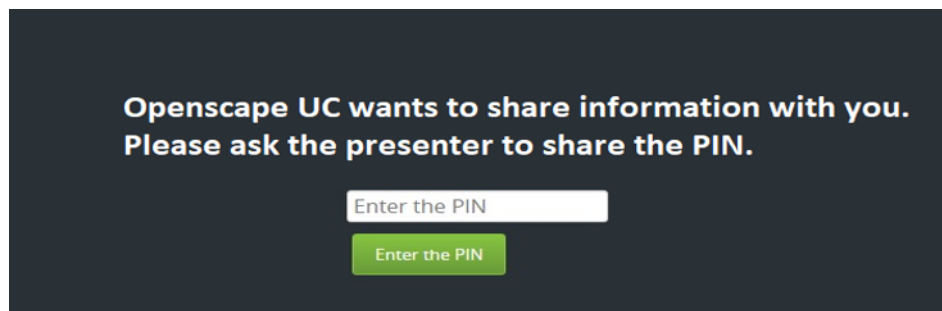 Openscape UC wants to share information with you.
Please ask the presenter to share the PIN.
Enter the PIN
Enter the PIN